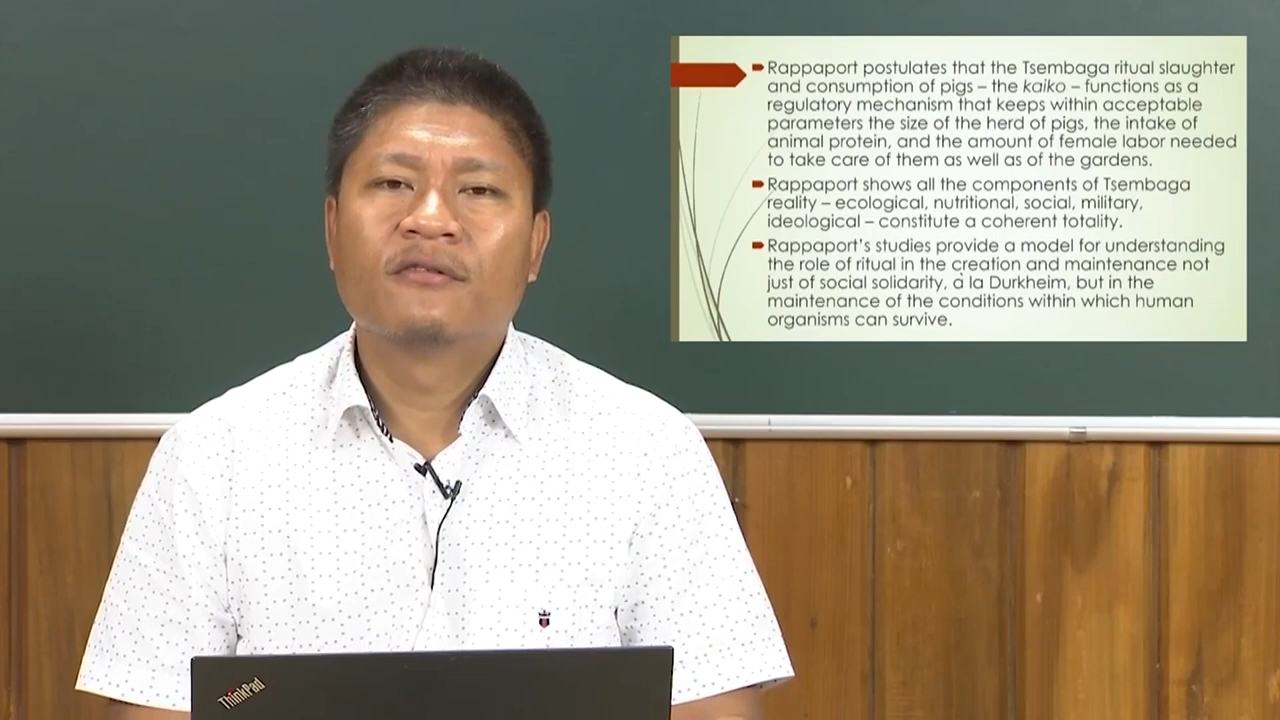 Rappaport postulates that the Tsembaga ritual slaughter
and consumption of pigs – the kaiko – functions as a
regulatory mechanism that keeps within acceptable
parameters the size of the herd of pigs, the intake of
animal protein, and the amount of female labor needed
to take care of them as well as of the gardens.
Rappaport shows all the components of Tsembaga
reality – ecological, nutritional, social, military,
ideological – constitute a coherent totality.
Rappaport's studies provide a model for understanding
the role of ritual in the creation and maintenance not
just of social solidarity, à la Durkheim, but in the
maintenance of the conditions within which human
organisms can survive.
ThinkPad